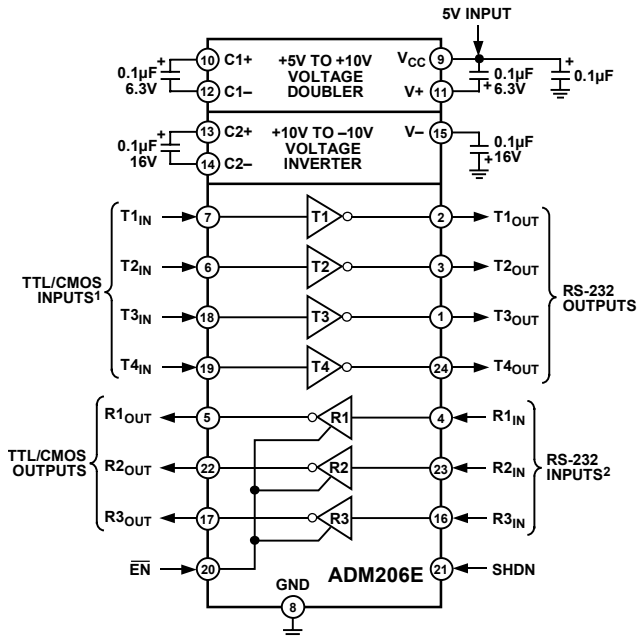 5V INPUT
10 C1+ +5V TO +10V VCC 9
+ 0.1µF 6.3V VOLTAGE + 0.1µF 6.3V + 0.1µF
12 C1– DOUBLER V+ 11
13 C2+ +10V TO –10V V– 15
+ 0.1µF 16V VOLTAGE + 0.1µF 16V
14 C2– INVERTER
T1IN 7 T1 2 T1OUT
T2IN 6 T2 3 T2OUT
TTL/CMOS INPUTS1 RS-232 OUTPUTS
T3IN 18 T3 1 T3OUT
T4IN 19 T4 24 T4OUT
R1OUT 5 R1 4 R1IN
TTL/CMOS OUTPUTS R2OUT 22 R2 23 R2IN RS-232 INPUTS2
R3OUT 17 R3 16 R3IN
EN 20 ADM206E 21 SHDN
GND
8